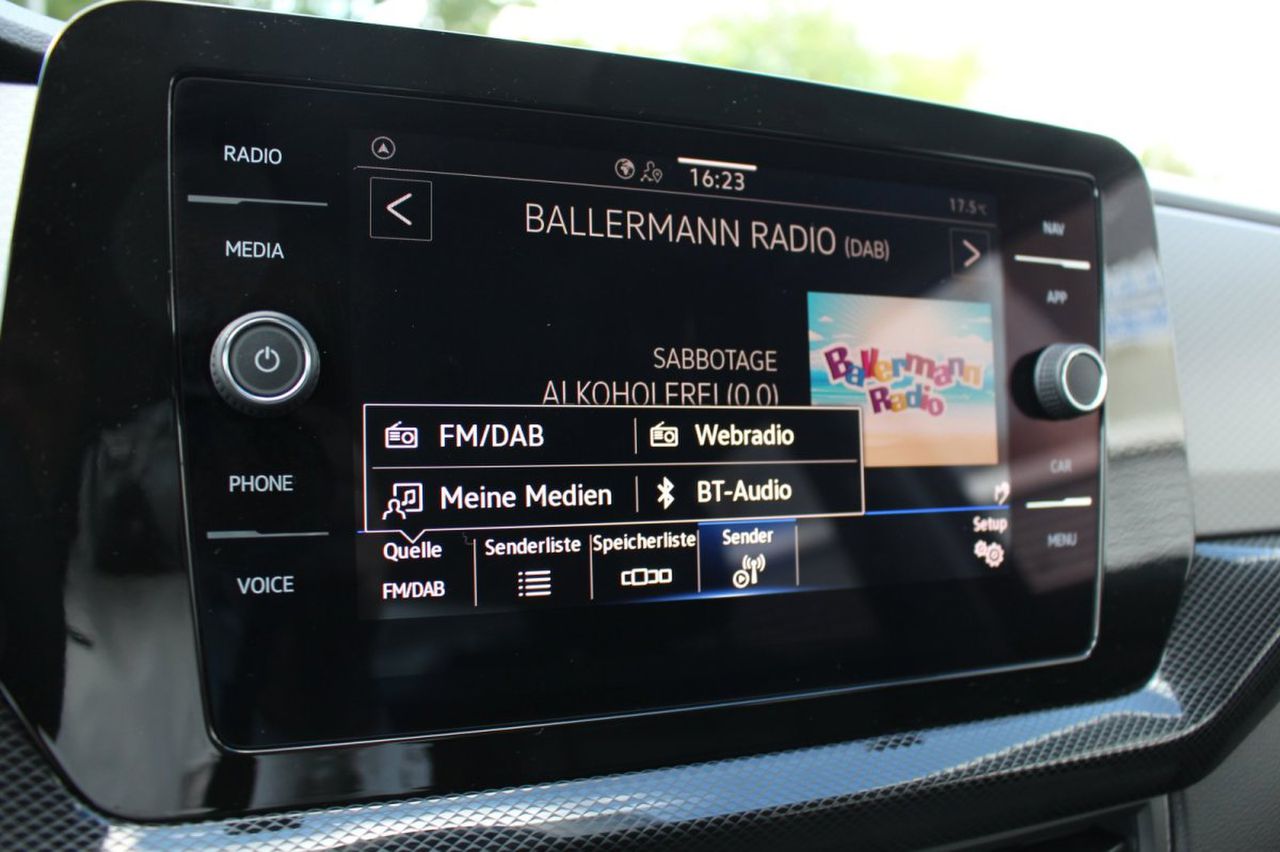 RADIO
MEDIA
PHONE
VOICE
16:23
17.5°C
BALLERMANN RADIO (DAB)
SABBOTAGE
ALKOHOLFREI (0,0)
Ballermann
Radio
FM/DAB
Webradio
Meine Medien
BT-Audio
Quelle
FM/DAB
Senderliste
Speicherliste
Sender
Setup
NAV
APP
CAR
MENU